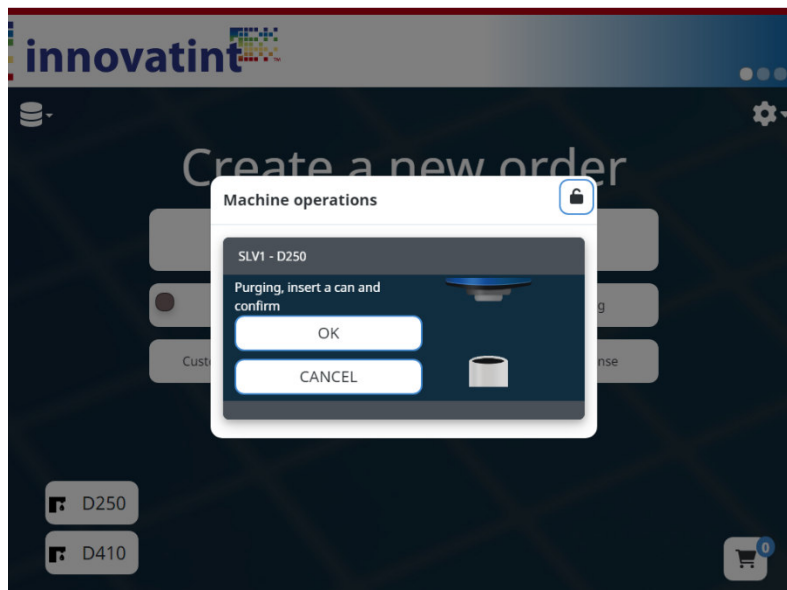 innovatint
Create a new order
Machine operations
SLV1 - D250
Purging, insert a can and
confirm
OK
CANCEL
D250
D410
0